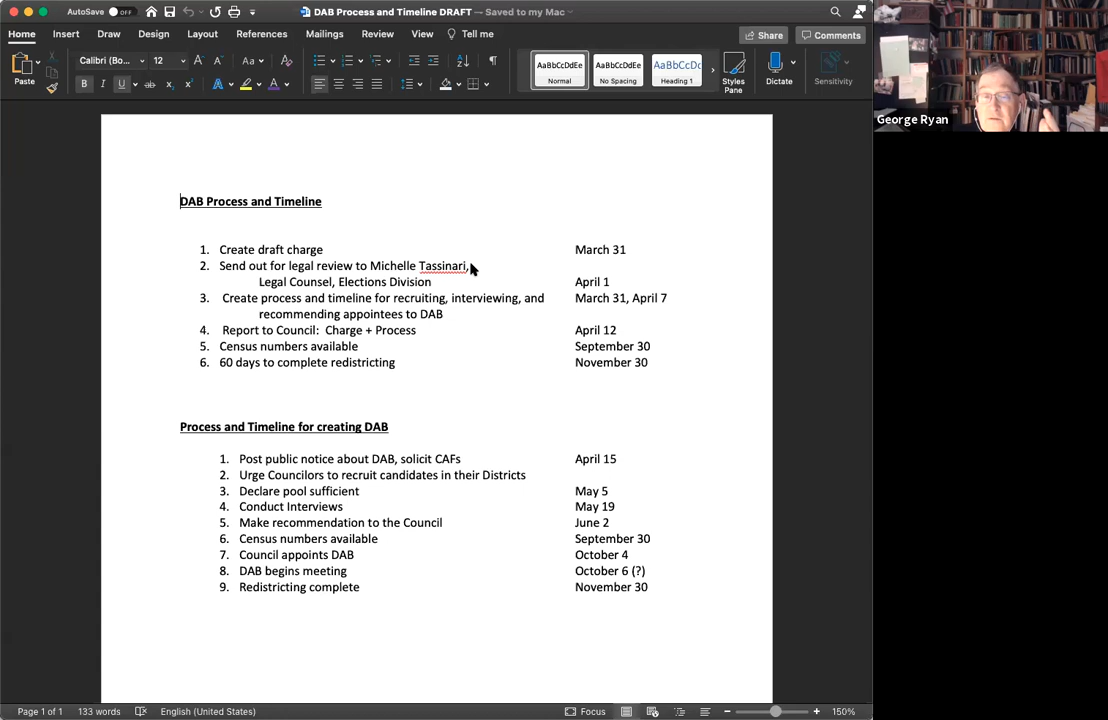 AutoSave OFF DAB Process and Timeline DRAFT — Saved to my Mac
Home Insert Draw Design Layout References Mailings Review View Tell me Share Comments
Paste Calibri (Bo... 12 A A Aa A AaBbCcDdEe AaBbCcDdEe AaBbCcDc
B I U ab x₂ x² A A Normal No Spacing Heading 1 Styles Pane Dictate Sensitivity
George Ryan
DAB Process and Timeline
1. Create draft charge March 31
2. Send out for legal review to Michelle Tassinari,
Legal Counsel, Elections Division April 1
3. Create process and timeline for recruiting, interviewing, and March 31, April 7
recommending appointees to DAB
4. Report to Council: Charge + Process April 12
5. Census numbers available September 30
6. 60 days to complete redistricting November 30
Process and Timeline for creating DAB
1. Post public notice about DAB, solicit CAFs April 15
2. Urge Councilors to recruit candidates in their Districts
3. Declare pool sufficient May 5
4. Conduct Interviews May 19
5. Make recommendation to the Council June 2
6. Census numbers available September 30
7. Council appoints DAB October 4
8. DAB begins meeting October 6 (?)
9. Redistricting complete November 30
Page 1 of 1 133 words English (United States) Focus 150%